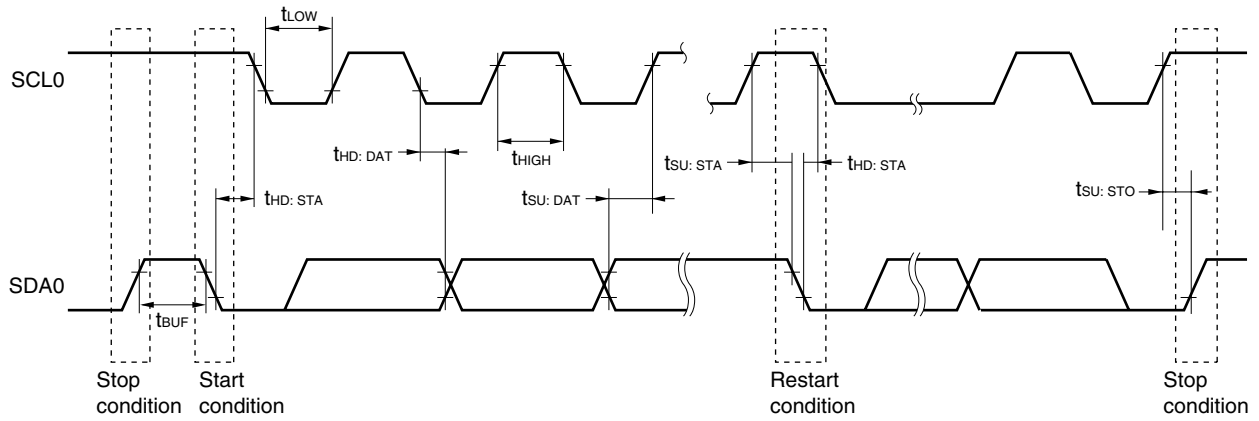 tLOW
SCL0
tHD: DAT
tHIGH
tSU: STA
tHD: STA
tHD: STA
tSU: DAT
tSU: STO
SDA0
tBUF
Stop
condition
Start
condition
Restart
condition
Stop
condition